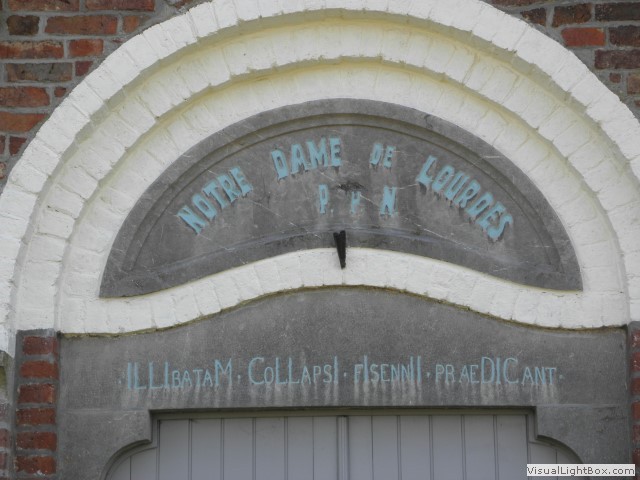 NOTRE DAME DE LOURDES
P. P N
·ILLIbataM· CoLLapsI · fIsennII · praeDICant·
VisualLightBox.com